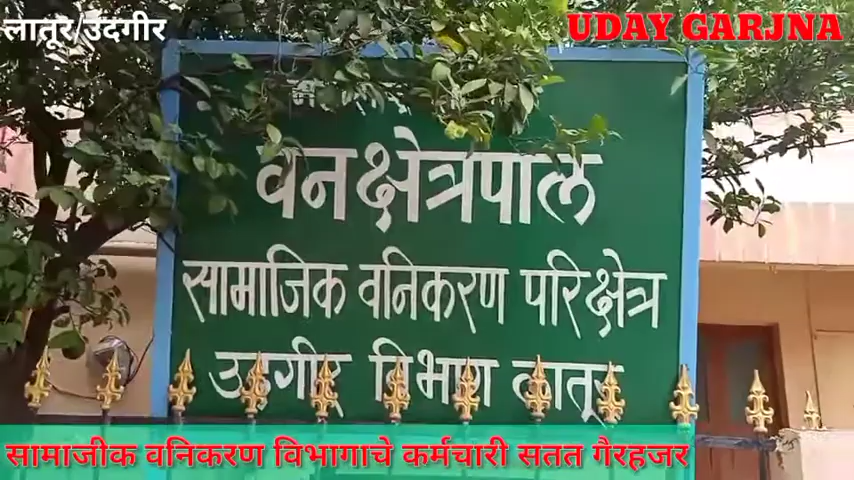 लातूर/उदगीर
UDAY GARJNA
वनक्षेत्रपाल
सामाजिक वनिकरण परिक्षेत्र
उदगीर विभाग लातूर
सामाजीक वनिकरण विभागाचे कर्मचारी सतत गैरहजर